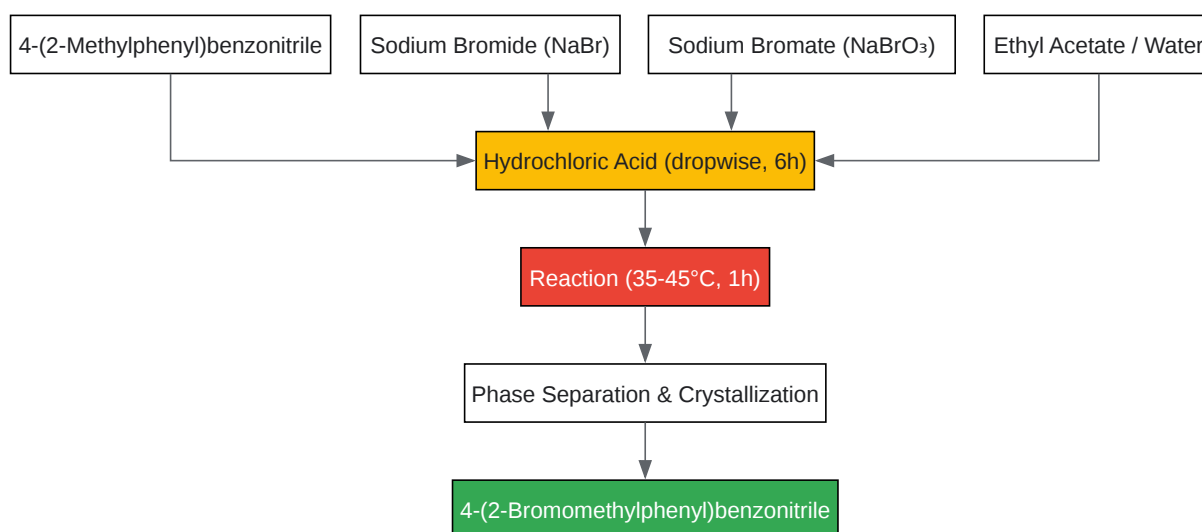 4-(2-Methylphenyl)benzonitrile
Sodium Bromide (NaBr)
Sodium Bromate (NaBrO₃)
Ethyl Acetate / Water
Hydrochloric Acid (dropwise, 6h)
Reaction (35-45°C, 1h)
Phase Separation & Crystallization
4-(2-Bromomethylphenyl)benzonitrile